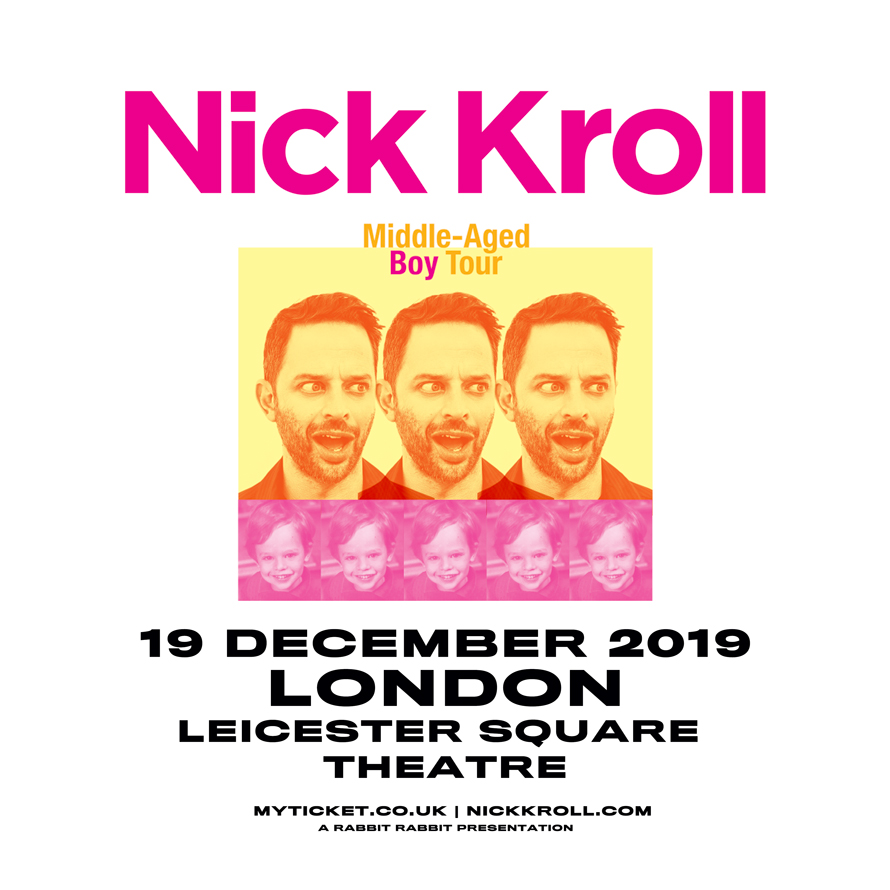 Nick Kroll
Middle-Aged
Boy Tour
19 DECEMBER 2019
LONDON
LEICESTER SQUARE
THEATRE
MYTICKET.CO.UK | NICKKROLL.COM
A RABBIT RABBIT PRESENTATION